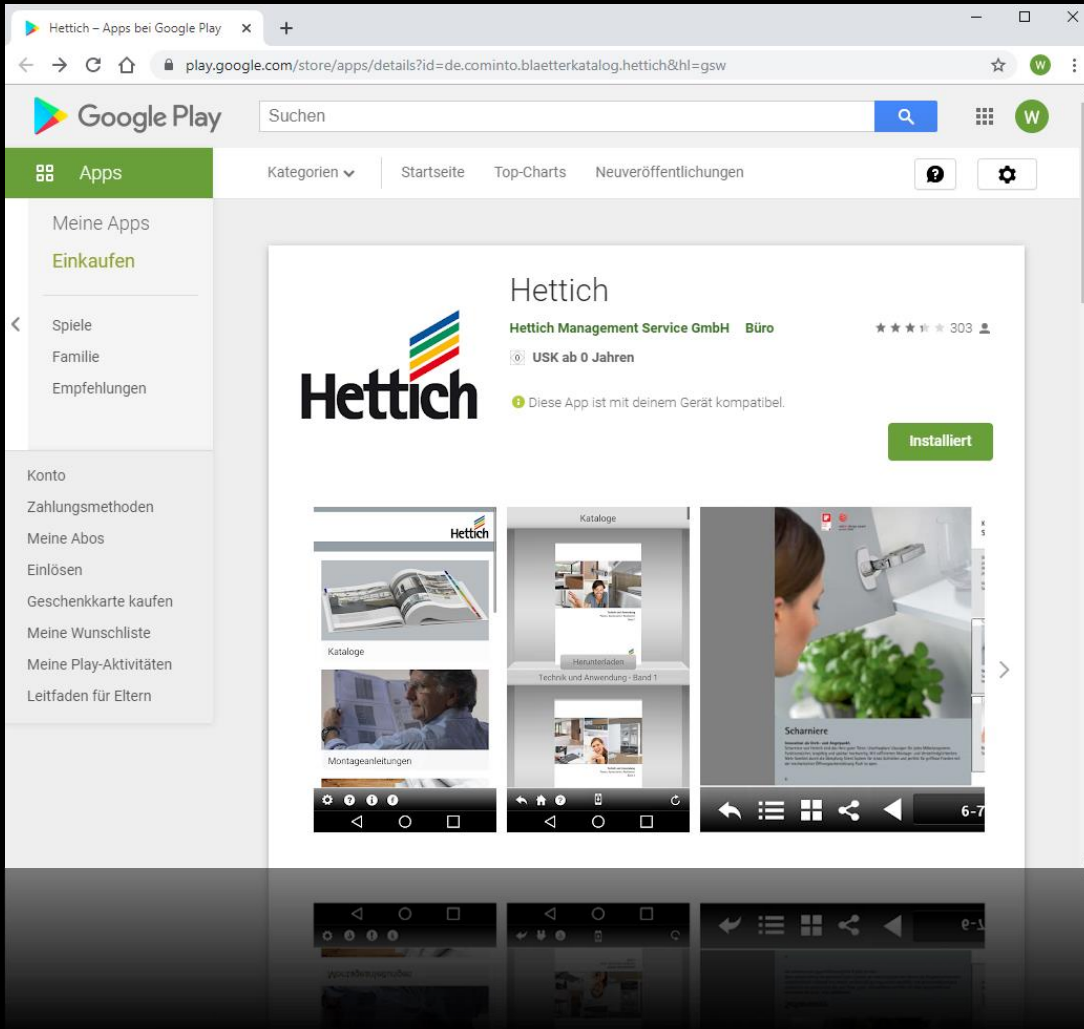 Hettich – Apps bei Google Play
play.google.com/store/apps/details?id=de.cominto.blaetterkatalog.hettich&hl=gsw
W
Google Play
Suchen
W
Apps
Kategorien
Startseite
Top-Charts
Neuveröffentlichungen
Meine Apps
Einkaufen
Spiele
Familie
Empfehlungen
Konto
Zahlungsmethoden
Meine Abos
Einlösen
Geschenkkarte kaufen
Meine Wunschliste
Meine Play-Aktivitäten
Leitfaden für Eltern
Hettich
Hettich
Hettich Management Service GmbH Büro
303
0 USK ab 0 Jahren
Diese App ist mit deinem Gerät kompatibel.
Installiert
Hettich
Kataloge
Montageanleitungen
Kataloge
Herunterladen
Technik und Anwendung - Band 1
Scharniere
6-7